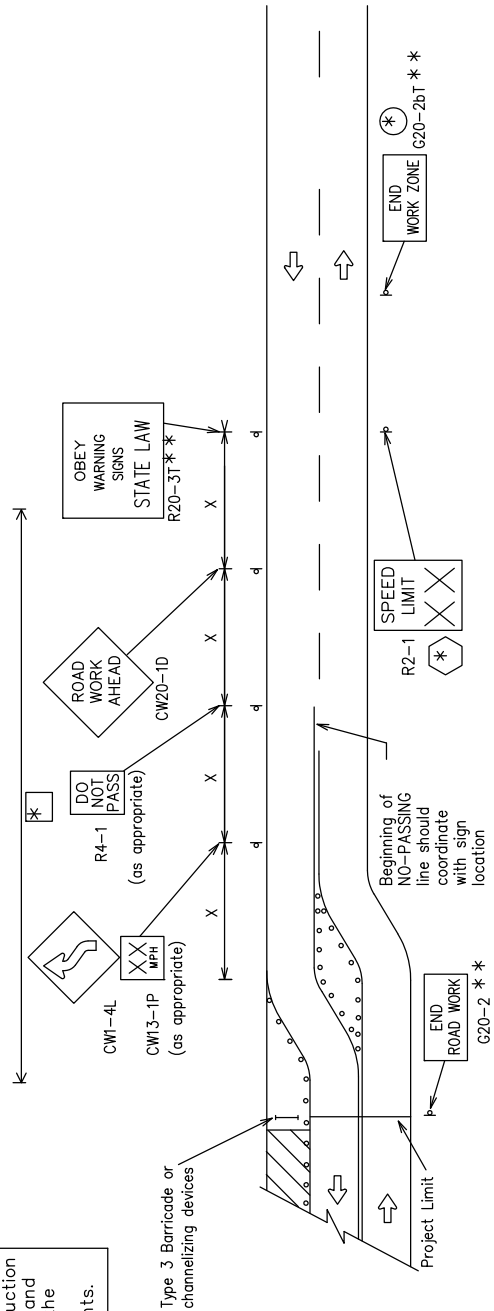 uction
and
he
nts.
Type 3 Barricade or
channelizing devices
CW1-4L
XX
MPH
CW13-1P
(as appropriate)
*
DO
NOT
PASS
R4-1
(as appropriate)
ROAD
WORK
AHEAD
CW20-1D
OBEY
WARNING
SIGNS
STATE LAW
R20-3T**
X
X
X
X
Beginning of
NO-PASSING
line should
coordinate
with sign
location
Project Limit
END
ROAD WORK
G20-2 **
SPEED
LIMIT
XX
R2-1
*
END
WORK ZONE
*
G20-2bT **